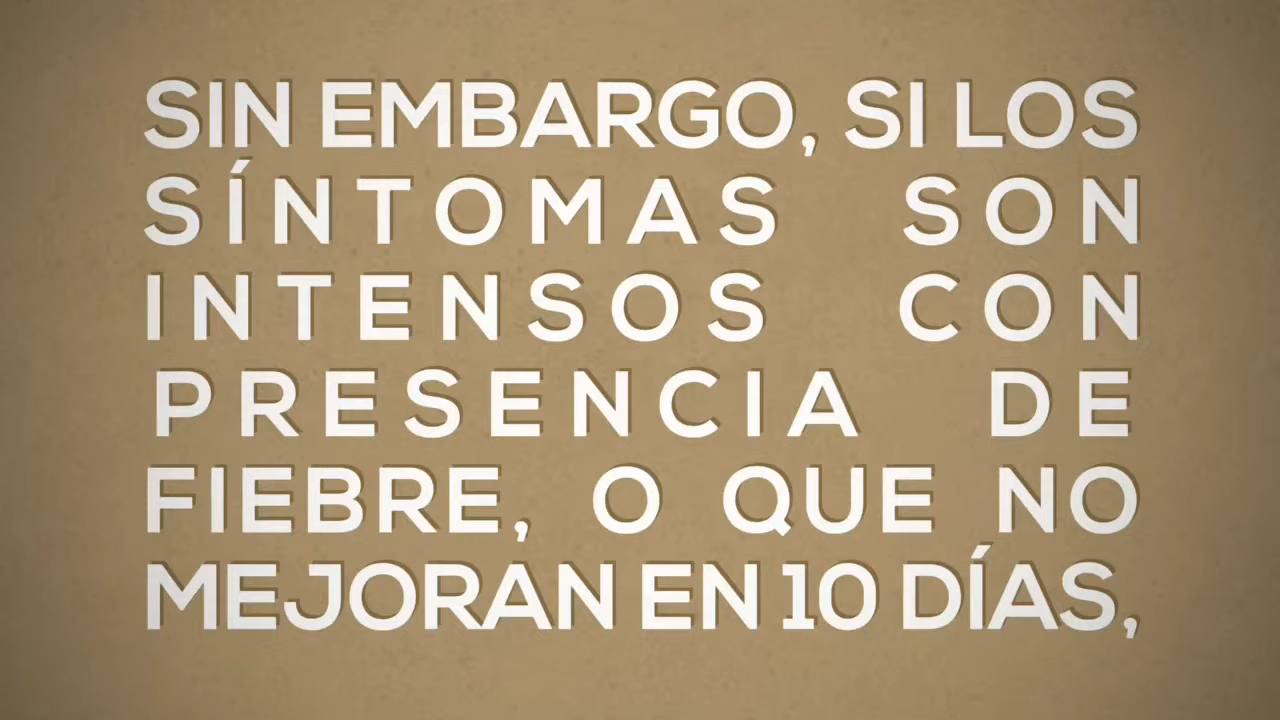 SIN EMBARGO, SI LOS
SÍNTOMAS SON
INTENSOS CON
PRESENCIA DE
FIEBRE, O QUE NO
MEJORAN EN 10 DÍAS,